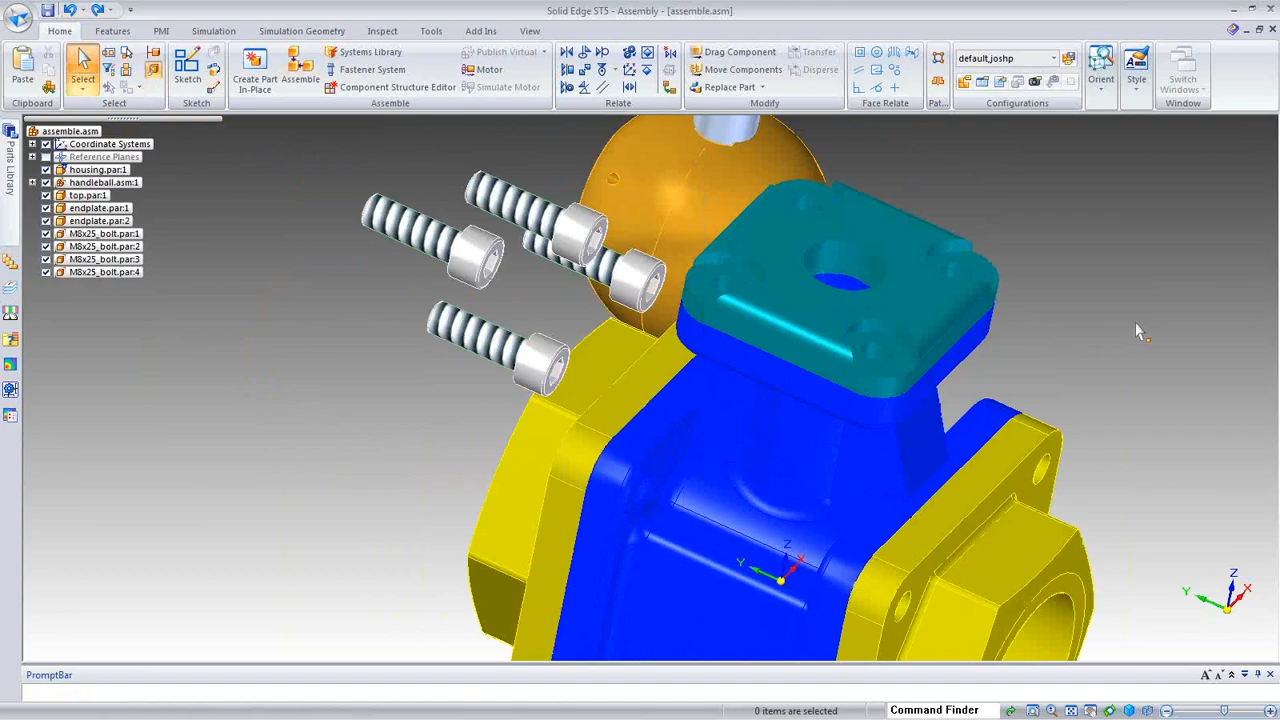 Solid Edge ST5 - Assembly - [assemble.asm]
Home Features PMI Simulation Simulation Geometry Inspect Tools Add Ins View
Paste
Clipboard
Select
Select
Sketch
Sketch
Create Part In-Place
Assemble
Systems Library
Fastener System
Component Structure Editor
Publish Virtual
Motor
Simulate Motor
Assemble
Relate
Drag Component
Move Components
Replace Part
Transfer
Disperse
Modify
Face Relate
Pat...
default,joshp
Configurations
Orient
Style
Switch Windows
Window
Parts Library
assemble.asm
Coordinate Systems
Reference Planes
housing.par:1
handleball.asm:1
top.par:1
endplate.par:1
endplate.par:2
M8x25_bolt.par:1
M8x25_bolt.par:2
M8x25_bolt.par:3
M8x25_bolt.par:4
Z
Y X
Z
Y X
PromptBar
0 items are selected
Command Finder